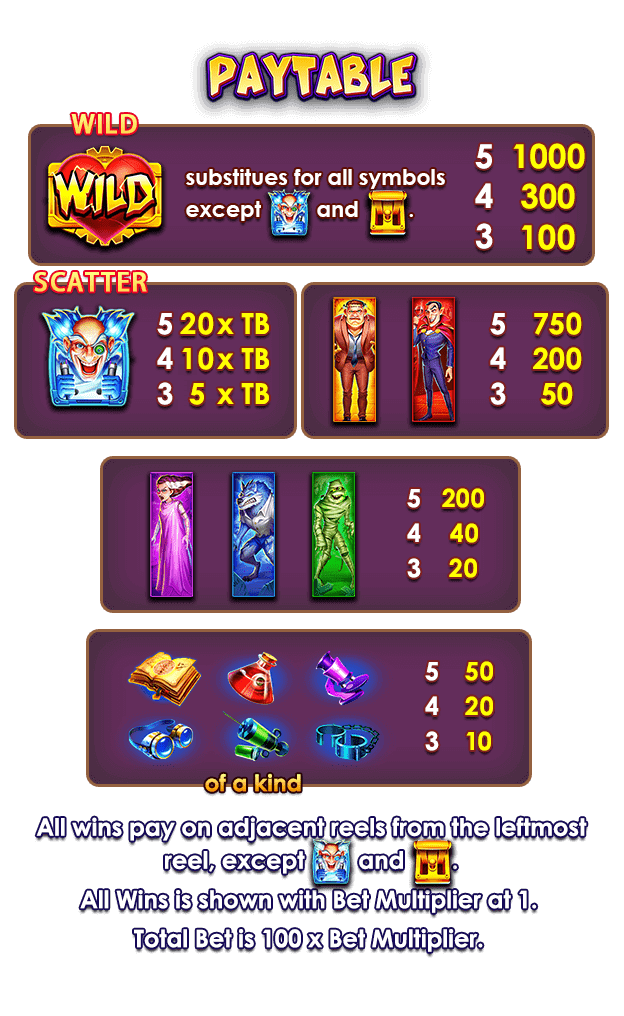 PAYTABLE
WILD
WILD
substitues for all symbols
except and .
5 1000
4 300
3 100
SCATTER
5 20 x TB
4 10 x TB
3 5 x TB
5 750
4 200
3 50
5 200
4 40
3 20
5 50
4 20
3 10
of a kind
All wins pay on adjacent reels from the leftmost
reel, except and .
All Wins is shown with Bet Multiplier at 1.
Total Bet is 100 x Bet Multiplier.